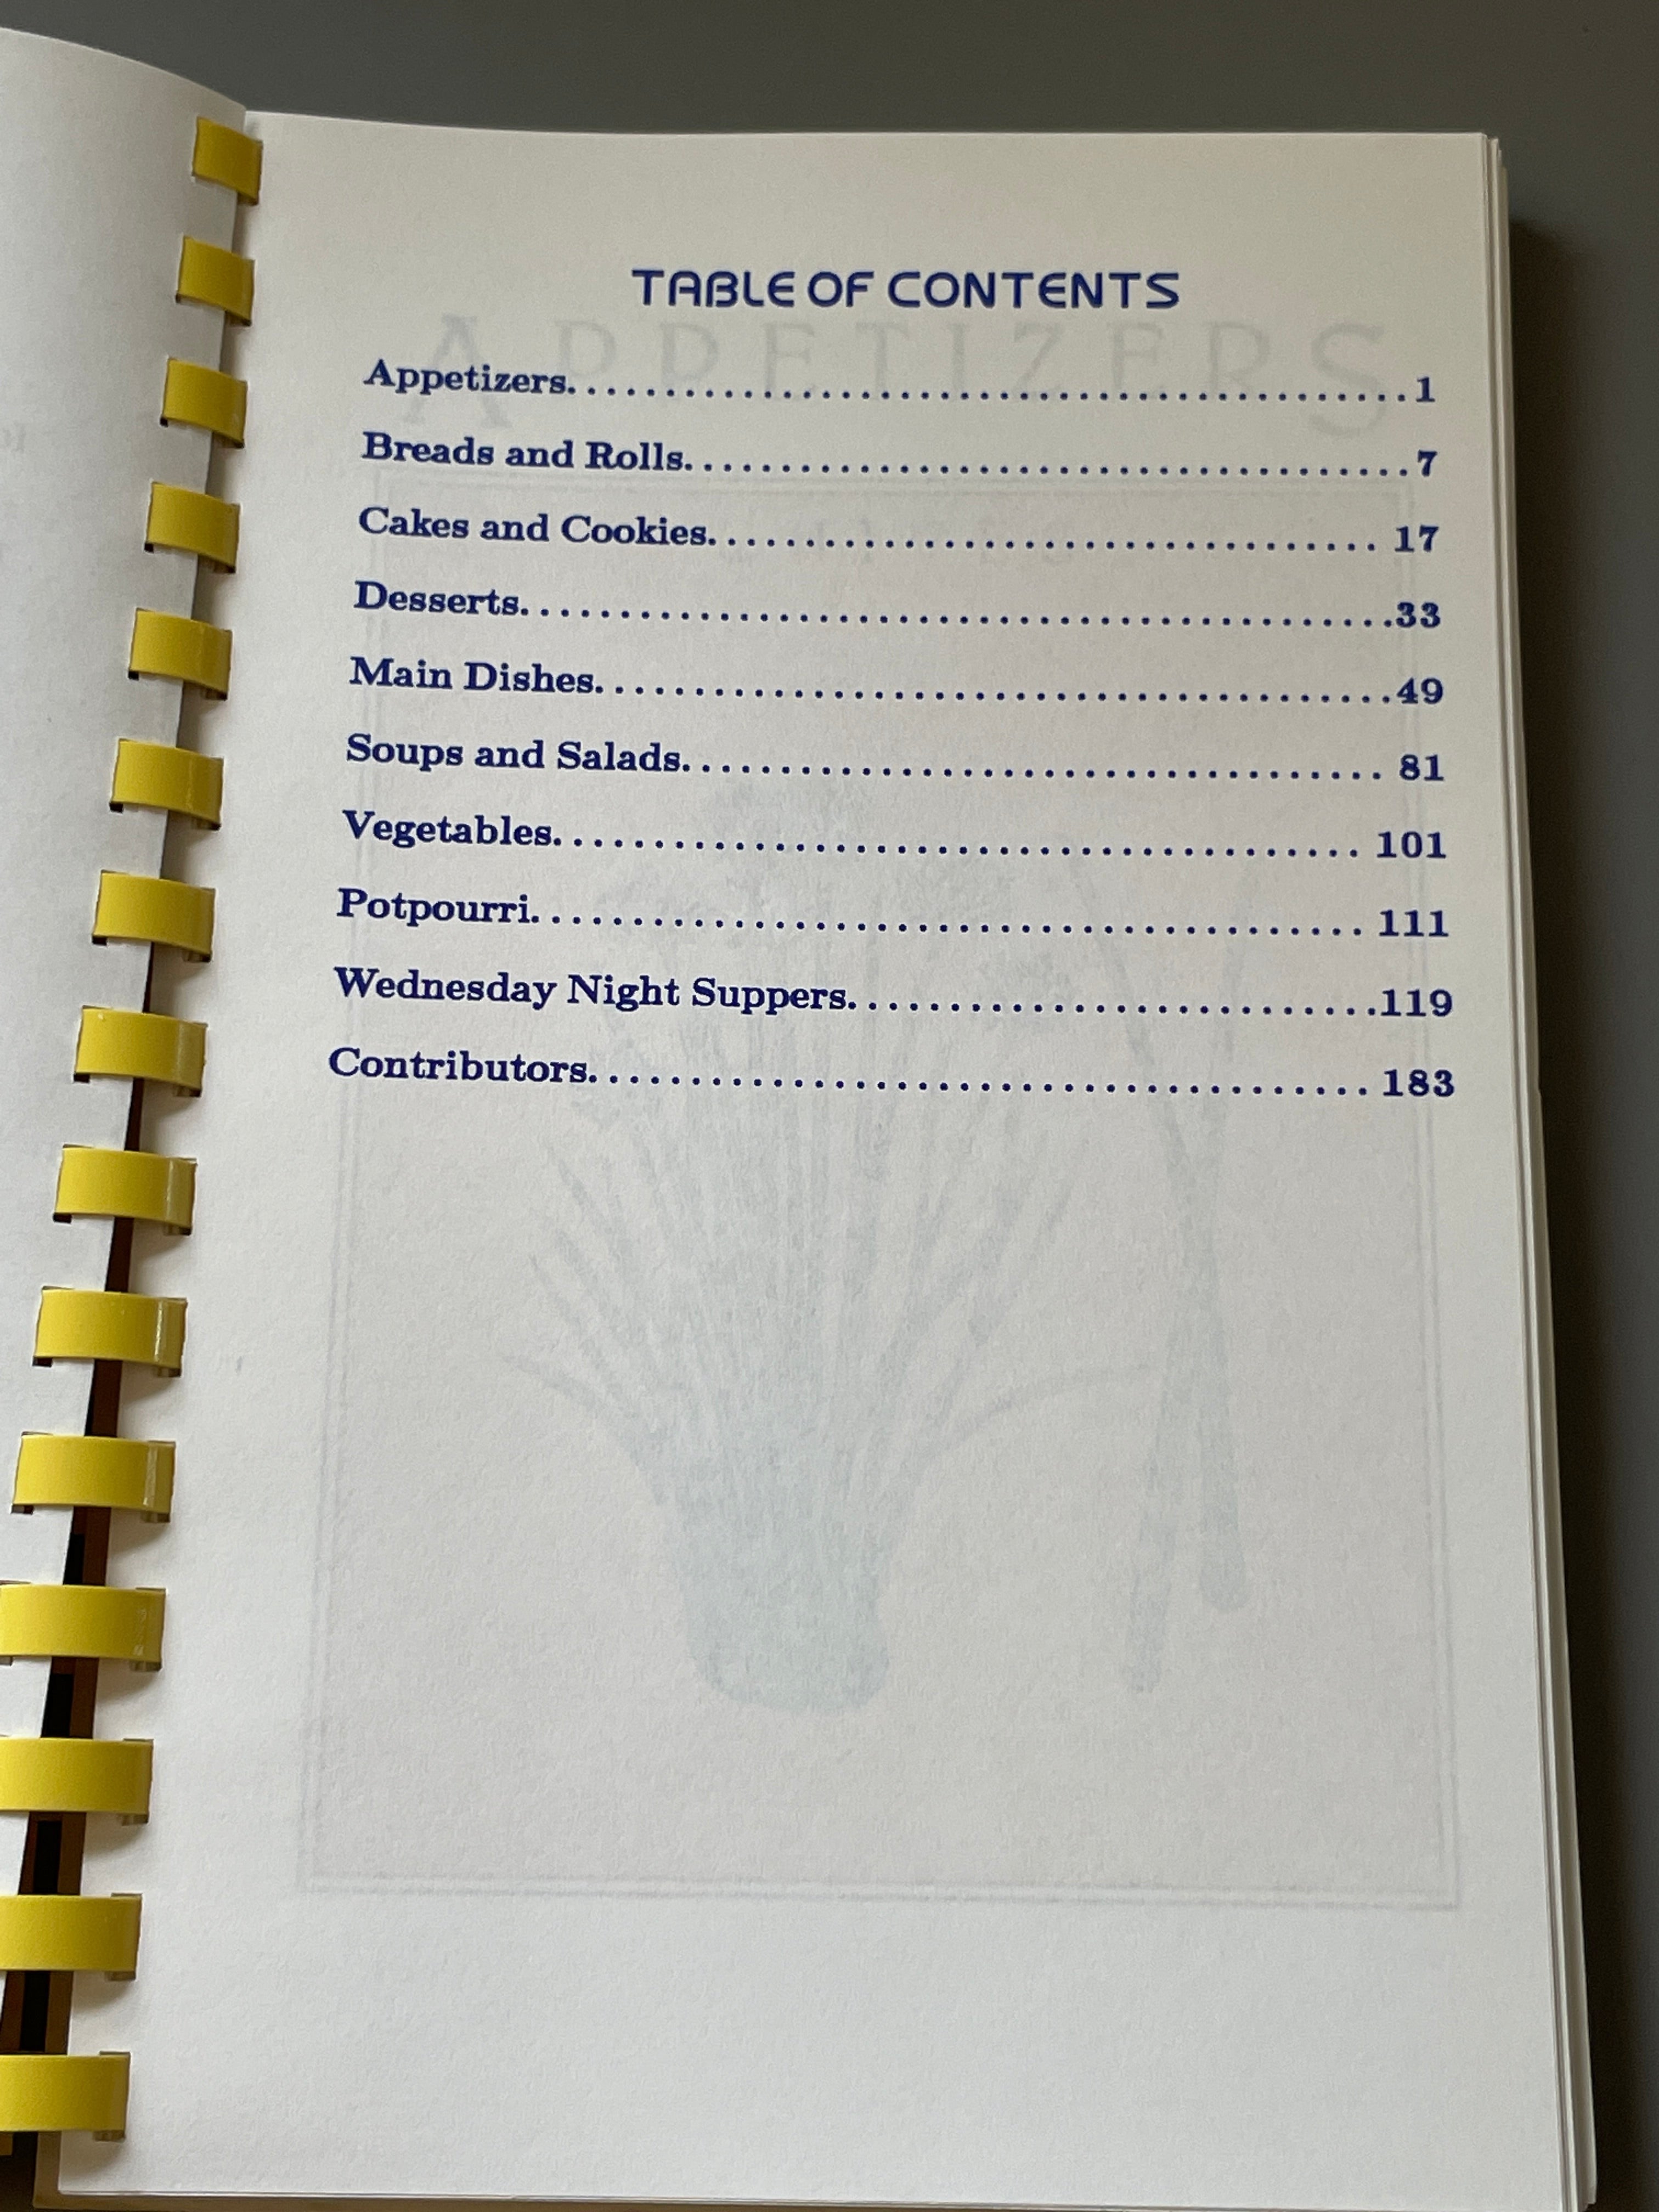 TABLE OF CONTENTS
Appetizers. . . . . . . . . . . . . . . . . . . . . . . . . . . . . . . . . . . . .1
Breads and Rolls. . . . . . . . . . . . . . . . . . . . . . . . . . . . . . . .7
Cakes and Cookies. . . . . . . . . . . . . . . . . . . . . . . . . . . . . . 17
Desserts. . . . . . . . . . . . . . . . . . . . . . . . . . . . . . . . . . . . . .33
Main Dishes. . . . . . . . . . . . . . . . . . . . . . . . . . . . . . . . . . .49
Soups and Salads. . . . . . . . . . . . . . . . . . . . . . . . . . . . . . . 81
Vegetables. . . . . . . . . . . . . . . . . . . . . . . . . . . . . . . . . . . . 101
Potpourri. . . . . . . . . . . . . . . . . . . . . . . . . . . . . . . . . . . . . 111
Wednesday Night Suppers. . . . . . . . . . . . . . . . . . . . . . . .119
Contributors. . . . . . . . . . . . . . . . . . . . . . . . . . . . . . . . . . 183
APPETIZERS